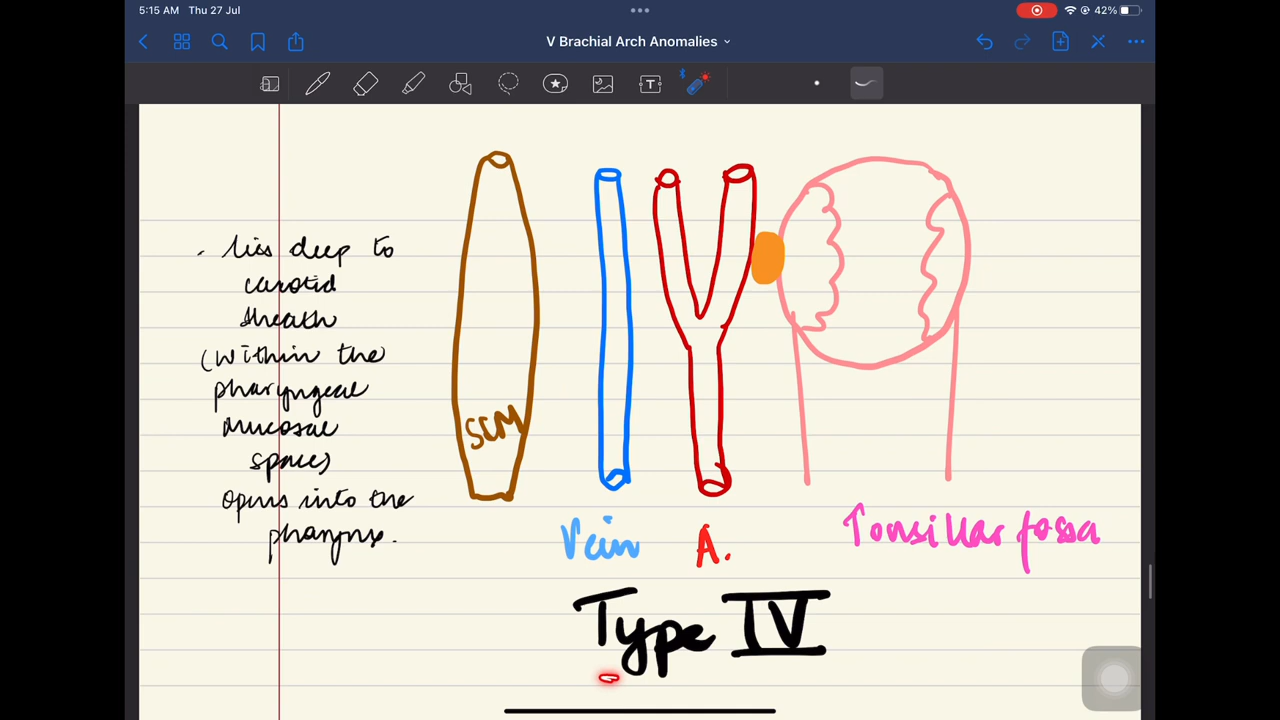 5:15 AM Thu 27 Jul
42%
V Brachial Arch Anomalies
T
. lies deep to
carotid
sheath
(within the
pharyngeal
mucosal
space)
opens into the
pharynx.
SCM
Vein
A.
Tonsillar fossa
Type IV